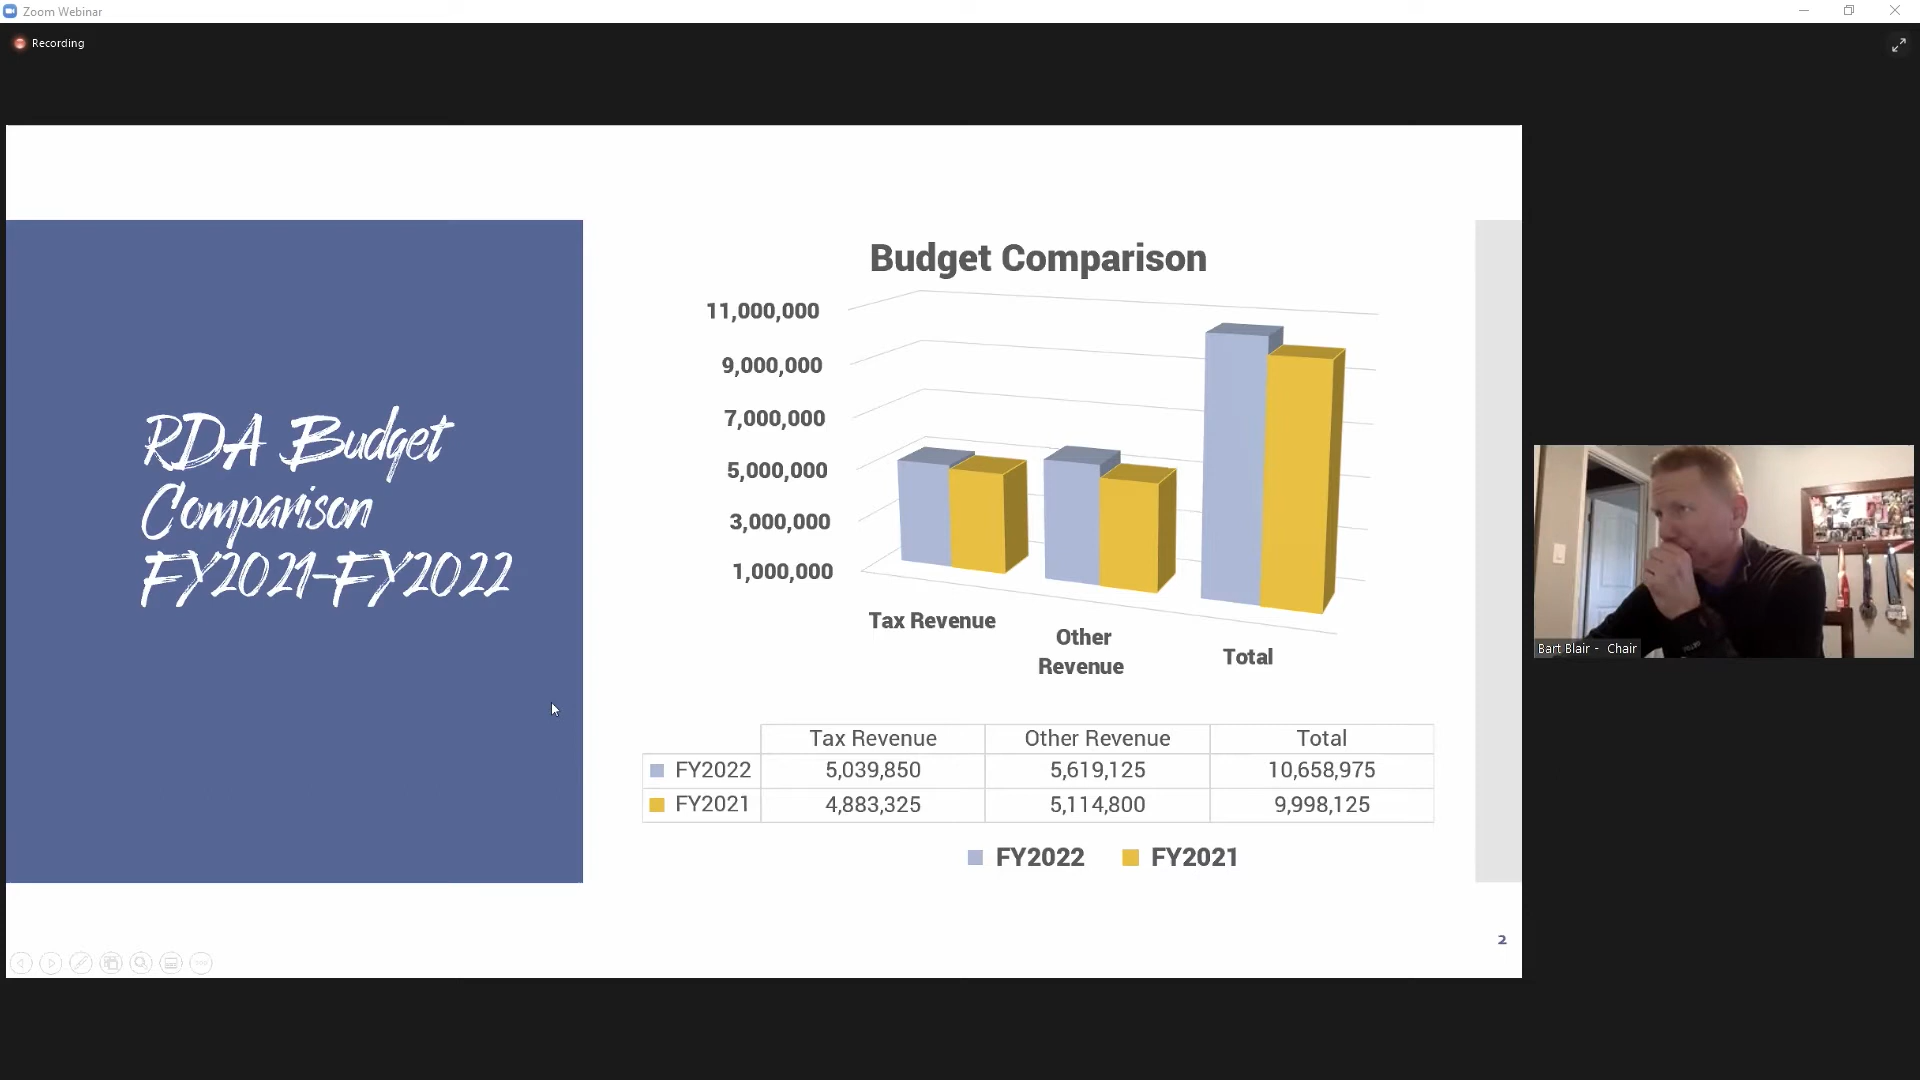 Zoom Webinar
Recording
RDA Budget
Comparison
FY2021-FY2022
Budget Comparison
11,000,000
9,000,000
7,000,000
5,000,000
3,000,000
1,000,000
Tax Revenue
Other
Revenue
Total
Tax Revenue Other Revenue Total
FY2022 5,039,850 5,619,125 10,658,975
FY2021 4,883,325 5,114,800 9,998,125
FY2022 FY2021
2
Bart Blair - Chair